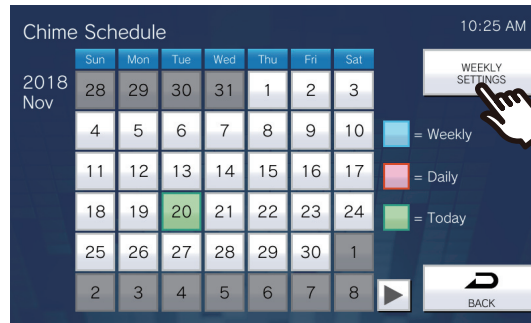 Chime Schedule
10:25 AM
Sun Mon Tue Wed Thu Fri Sat
WEEKLY
SETTINGS
2018
Nov
28 29 30 31 1 2 3
4 5 6 7 8 9 10
= Weekly
11 12 13 14 15 16 17
= Daily
18 19 20 21 22 23 24
= Today
25 26 27 28 29 30 1
2 3 4 5 6 7 8
BACK